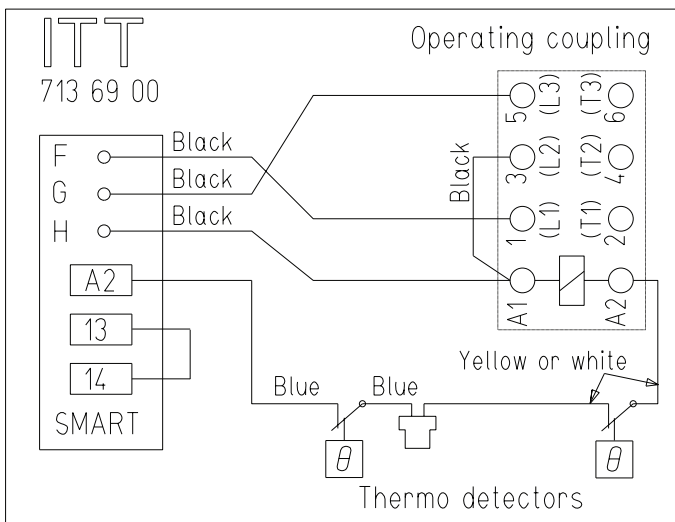 ITT
713 69 00
Operating coupling
F
G
H
Black
Black
Black
Black
5
(L3)
(T3)
6
3
(L2)
(T2)
4
1
(L1)
(T1)
2
A1
A2
A2
13
14
SMART
Yellow or white
Blue
Blue
θ
θ
Thermo detectors